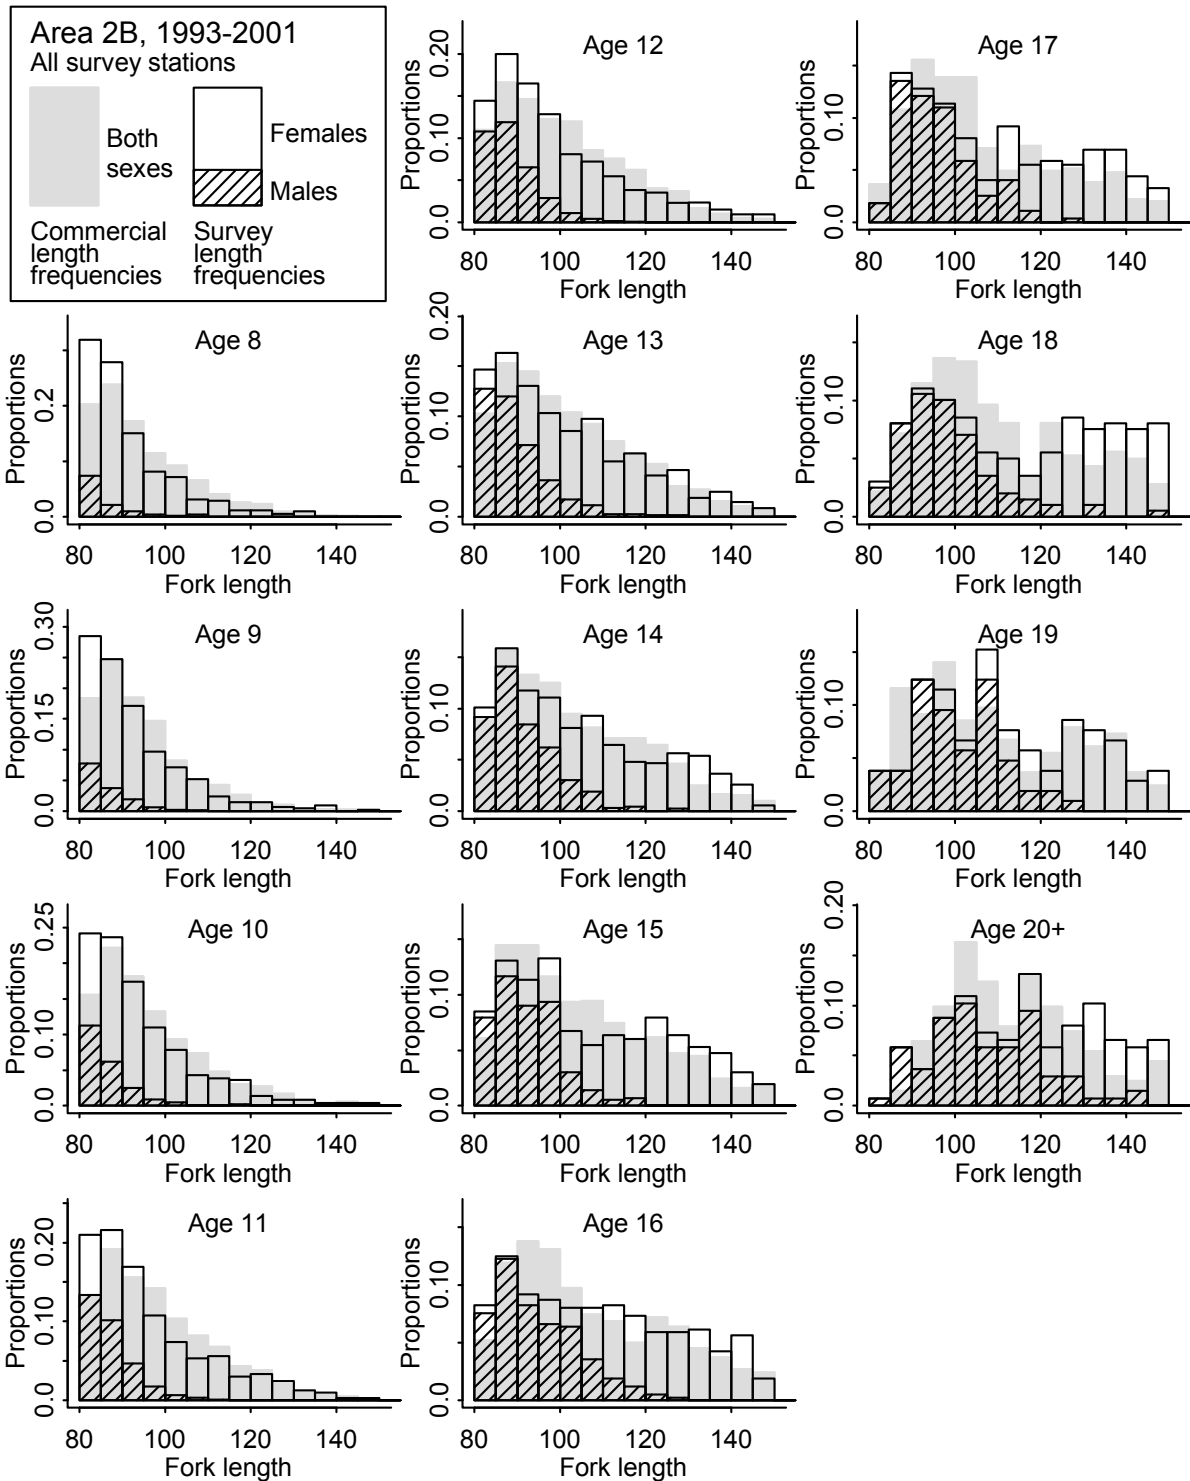 Area 2B, 1993-2001
All survey stations
Both
sexes
Females
Males
Commercial
length
frequencies
Survey
length
frequencies
Age 8
Proportions
0.0 0.2
80 100 120 140
Fork length
Age 9
Proportions
0.0 0.15 0.30
80 100 120 140
Fork length
Age 10
Proportions
0.0 0.10 0.25
80 100 120 140
Fork length
Age 11
Proportions
0.0 0.10 0.20
80 100 120 140
Fork length
Age 12
Proportions
0.0 0.10 0.20
80 100 120 140
Fork length
Age 13
Proportions
0.0 0.10 0.20
80 100 120 140
Fork length
Age 14
Proportions
0.0 0.10
80 100 120 140
Fork length
Age 15
Proportions
0.0 0.10
80 100 120 140
Fork length
Age 16
Proportions
0.0 0.10
80 100 120 140
Fork length
Age 17
Proportions
0.0 0.10
80 100 120 140
Fork length
Age 18
Proportions
0.0 0.10
80 100 120 140
Fork length
Age 19
Proportions
0.0 0.10
80 100 120 140
Fork length
Age 20+
Proportions
0.0 0.10 0.20
80 100 120 140
Fork length